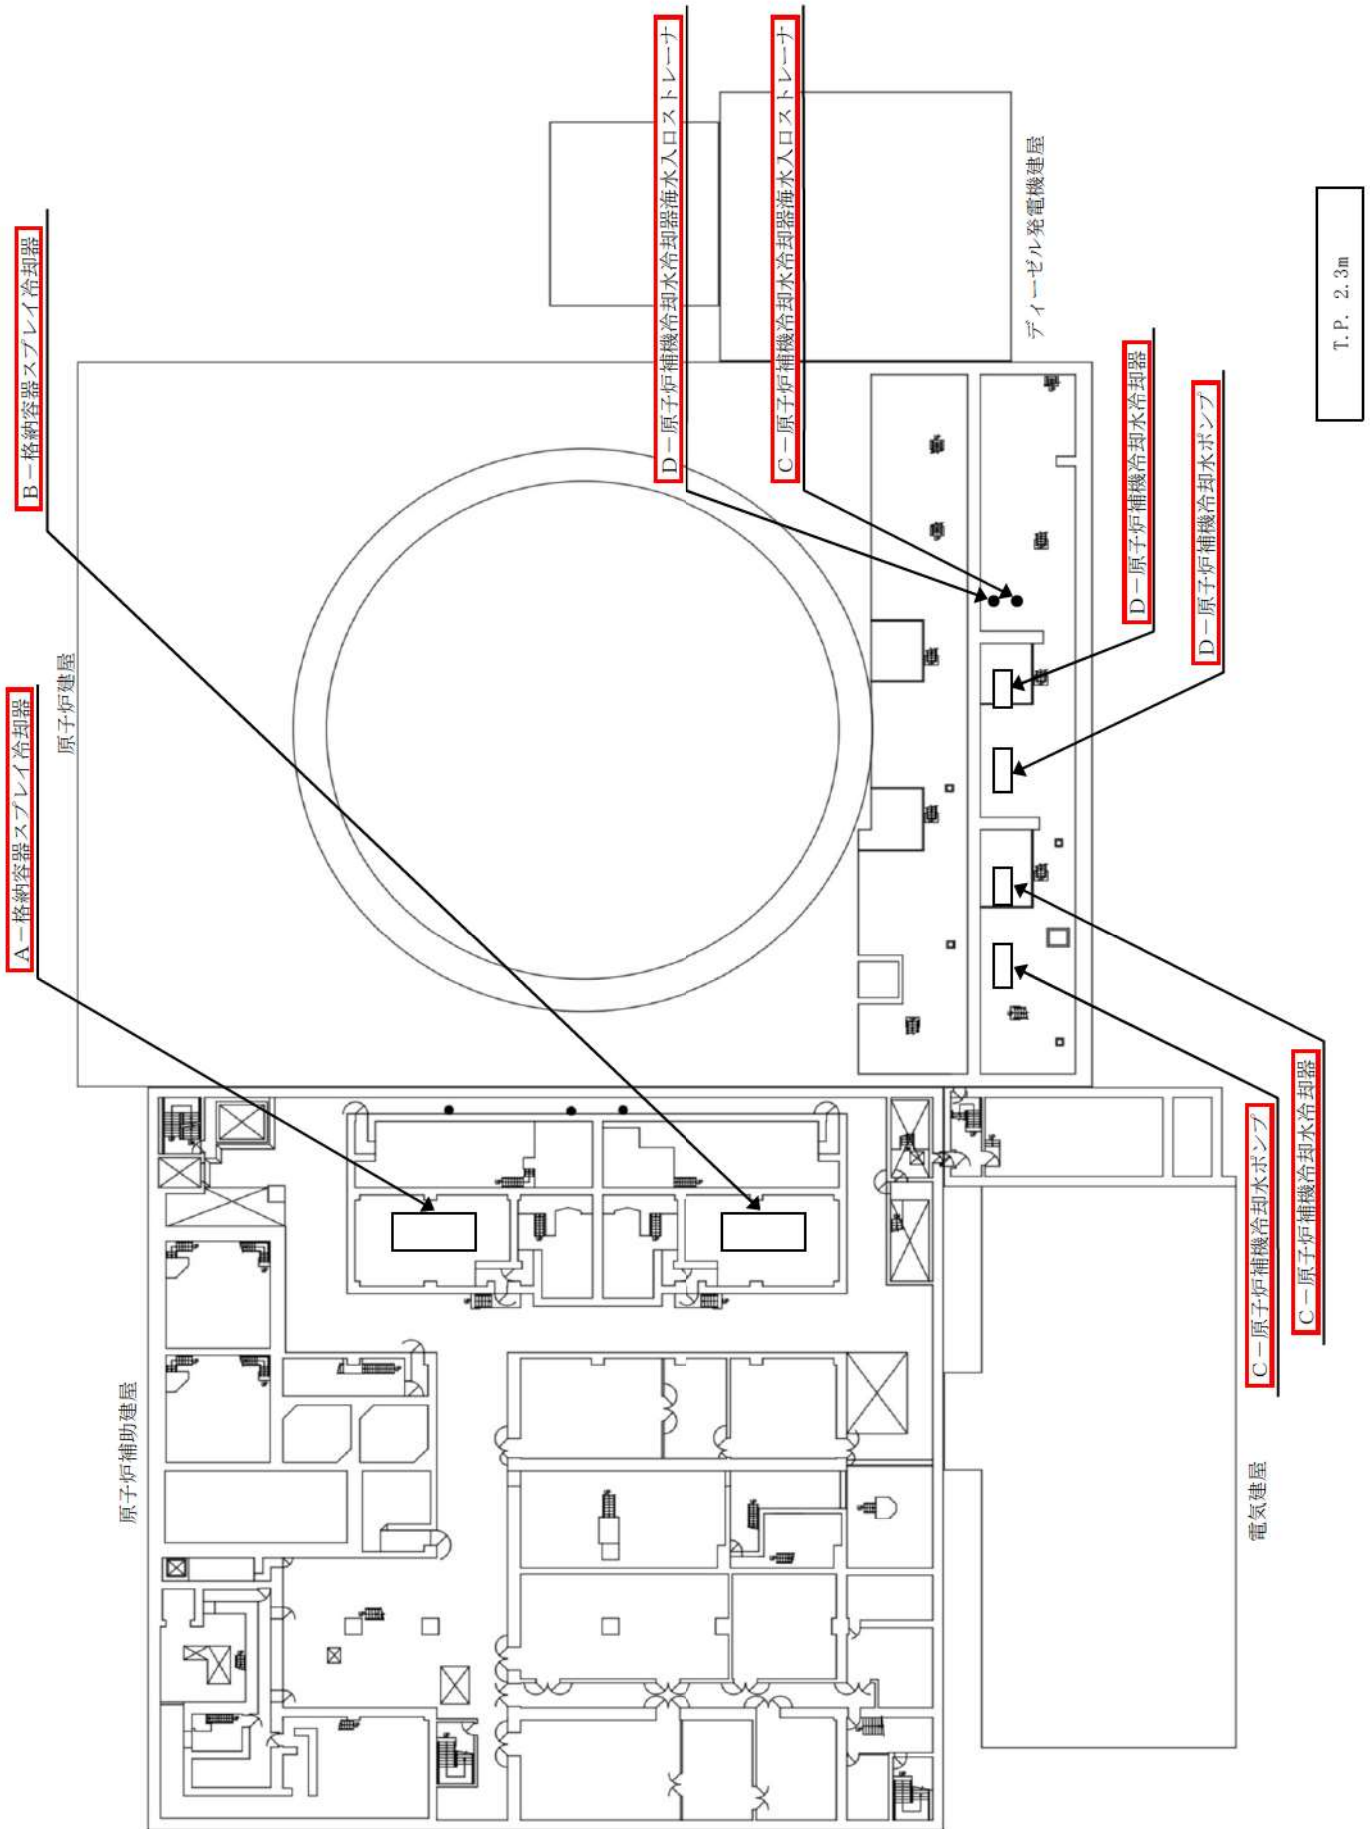 A－格納容器スプレイ冷却器
B－格納容器スプレイ冷却器
原子炉建屋
原子炉補助建屋
D－原子炉補機冷却水冷却器海水入口ストレーナ
C－原子炉補機冷却水冷却器海水入口ストレーナ
ディーゼル発電機建屋
D－原子炉補機冷却水冷却器
D－原子炉補機冷却水ポンプ
C－原子炉補機冷却水ポンプ
C－原子炉補機冷却水冷却器
電気建屋
T.P. 2.3m